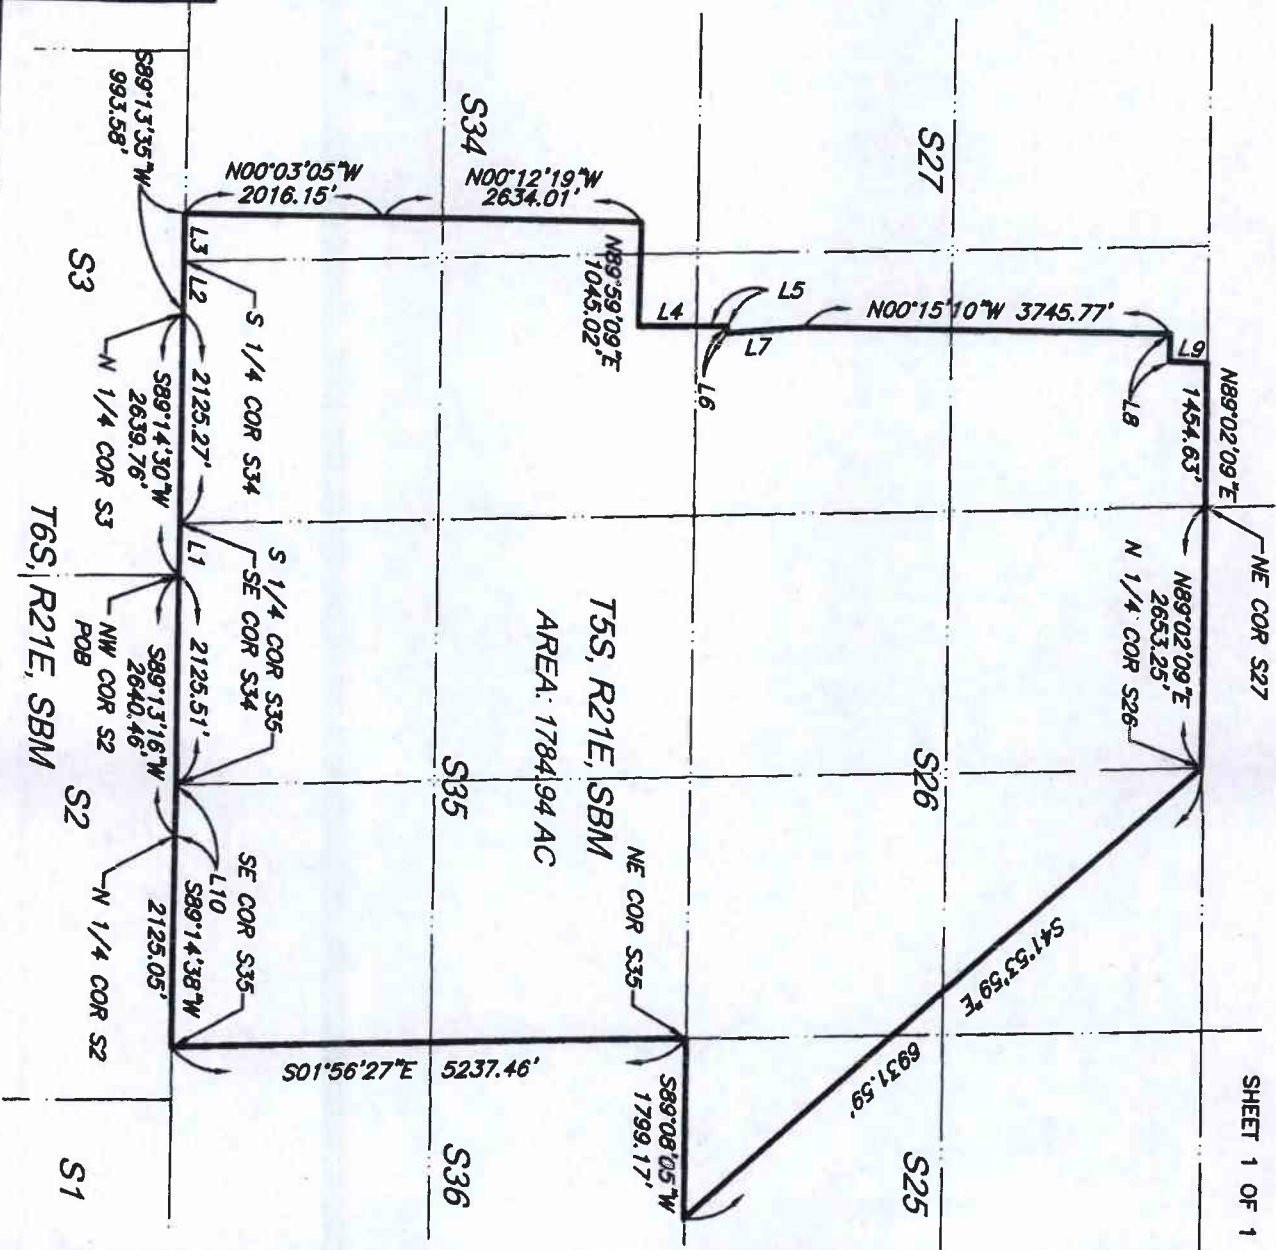 SHEET 1 OF 1
NE COR S27
N89°02'09"E
1454.63'
N89°02'09"E
2653.25'
N 1/4 COR S26
L9
L8
S27
S26
S25
N00°15'10"W 3745.77'
S41°53'59"E
6931.59'
L5
L4
L7
L6
N89°59'09"E
1045.02'
N00°12'19"W
2634.01'
N00°03'05"W
2016.15'
S34
S35
S36
T5S, R21E, SBM
AREA: 1784.94 AC
NE COR S35
S89°08'05"W
1799.17'
S01°56'27"E 5237.46'
S89°13'35"W
993.58'
L3
L2
S 1/4 COR S34
2125.27'
S89°14'30"W
2639.76'
N 1/4 COR S3
L1
S 1/4 COR S35
SE COR S34
2125.51'
S89°13'16"W
2640.46'
NW COR S2
POB
SE COR S35
L10
S89°14'38"W
2125.05'
N 1/4 COR S2
S3
S2
S1
T6S, R21E, SBM